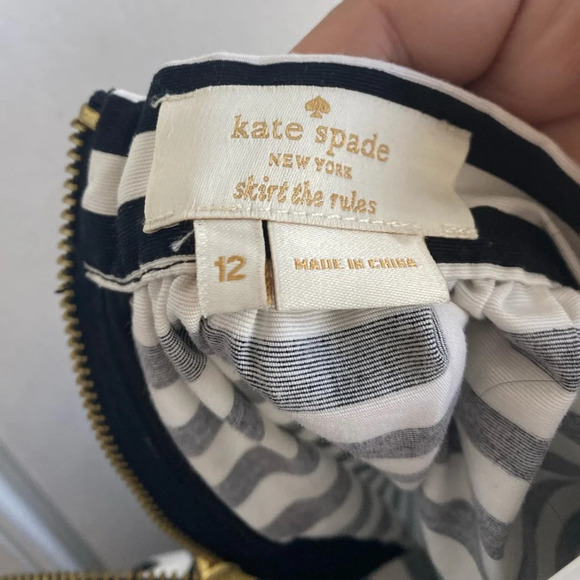 kate spade
NEW YORK
skirt the rules
12
MADE IN CHINA